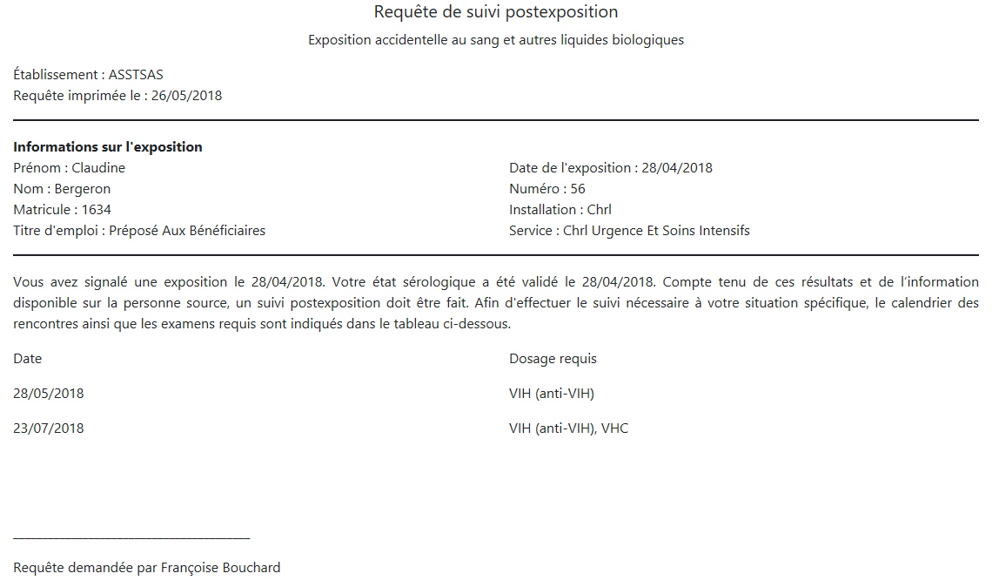 Requête de suivi postexposition
Exposition accidentelle au sang et autres liquides biologiques
Établissement : ASSTSAS
Requête imprimée le : 26/05/2018
Informations sur l'exposition
Prénom : Claudine
Date de l'exposition : 28/04/2018
Nom : Bergeron
Numéro : 56
Matricule : 1634
Installation : Chrl
Titre d'emploi : Préposé Aux Bénéficiaires
Service : Chrl Urgence Et Soins Intensifs
Vous avez signalé une exposition le 28/04/2018. Votre état sérologique a été validé le 28/04/2018. Compte tenu de ces résultats et de l’information
disponible sur la personne source, un suivi postexposition doit être fait. Afin d'effectuer le suivi nécessaire à votre situation spécifique, le calendrier des
rencontres ainsi que les examens requis sont indiqués dans le tableau ci-dessous.
Date
Dosage requis
28/05/2018
VIH (anti-VIH)
23/07/2018
VIH (anti-VIH), VHC
Requête demandée par Françoise Bouchard